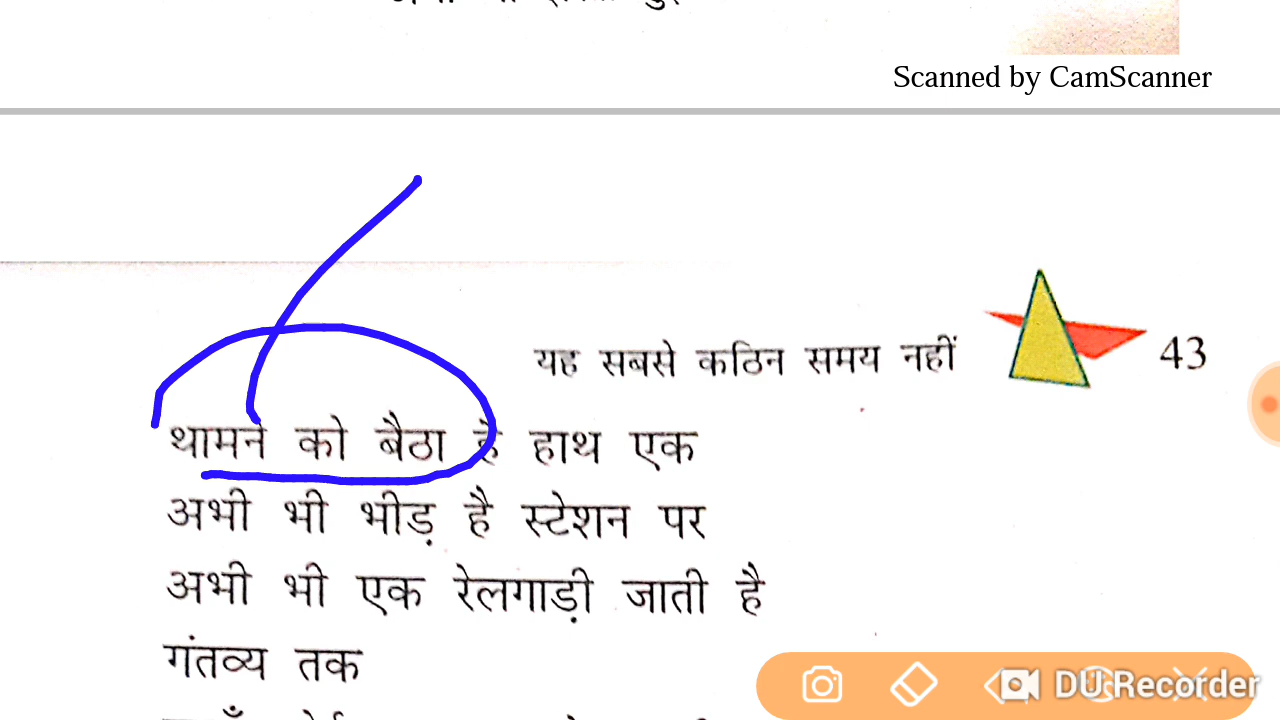 Scanned by CamScanner
यह सबसे कठिन समय नहीं 43
थामने को बैठा है हाथ एक
अभी भी भीड़ है स्टेशन पर
अभी भी एक रेलगाड़ी जाती है
गंतव्य तक
DU Recorder